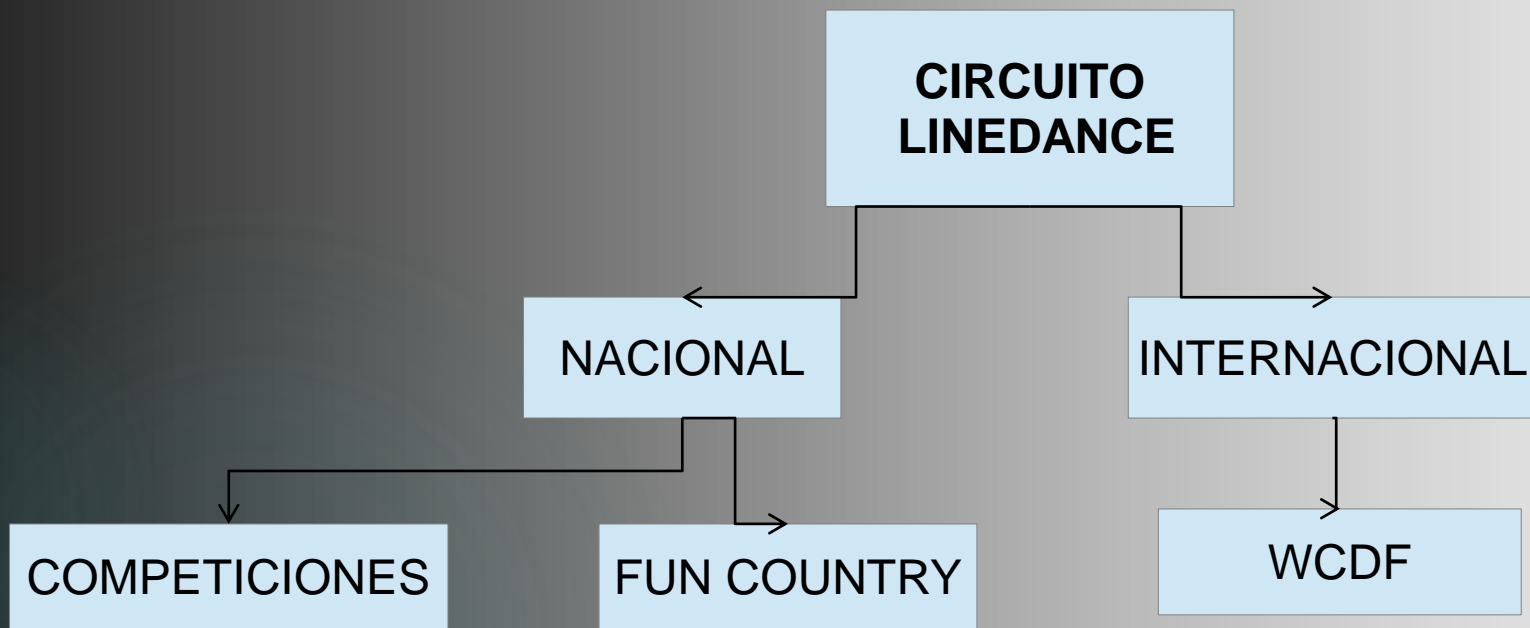 CIRCUITO
LINEDANCE
NACIONAL
INTERNACIONAL
COMPETICIONES
FUN COUNTRY
WCDF